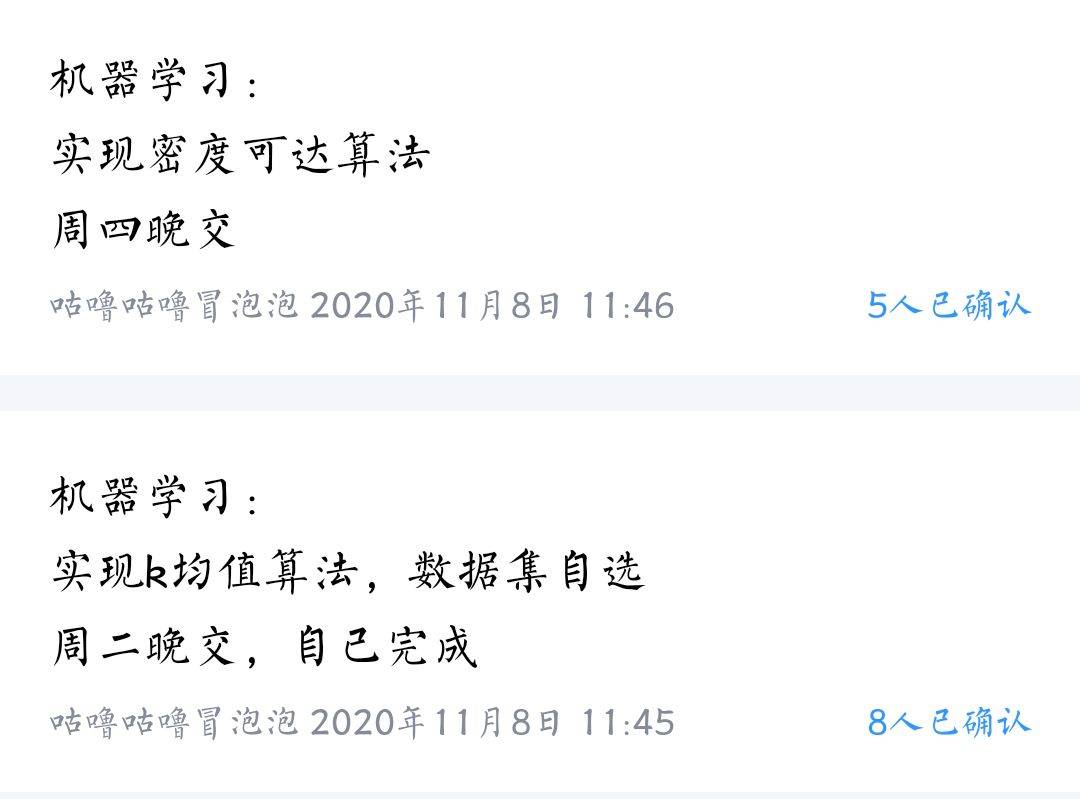 机器学习：
实现密度可达算法
周四晚交
咕噜咕噜冒泡泡 2020年11月8日 11:46 5人已确认
机器学习：
实现k均值算法，数据集自选
周二晚交，自己完成
咕噜咕噜冒泡泡 2020年11月8日 11:45 8人已确认